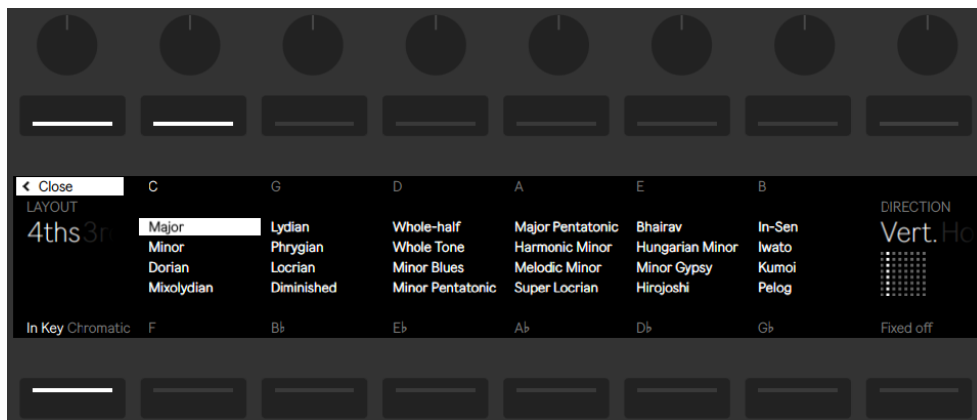 < Close C G D A E B
LAYOUT DIRECTION
4ths 3r Vert. Ho
Major Lydian Whole-half Major Pentatonic Bhairav In-Sen
Minor Phrygian Whole Tone Harmonic Minor Hungarian Minor Iwato
Dorian Locrian Minor Blues Melodic Minor Minor Gypsy Kumoi
Mixolydian Diminished Minor Pentatonic Super Locrian Hirojoshi Pelog
In Key Chromatic F B♭ E♭ A♭ D♭ G♭ Fixed off